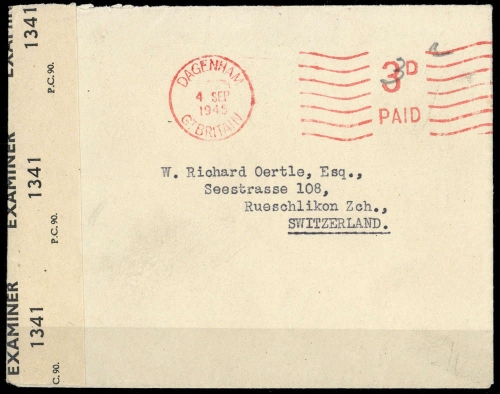 EXAMINER
1341
P.C. 90.
EXAMINER
1341
P.C. 90.
EXAMINER
1341
C. 90.
DAGENHAM
4 SEP
1945
GT. BRITAIN
3D
PAID
W. Richard Oertle, Esq.,
Seestrasse 108,
Rueschlikon Zch.,
SWITZERLAND.